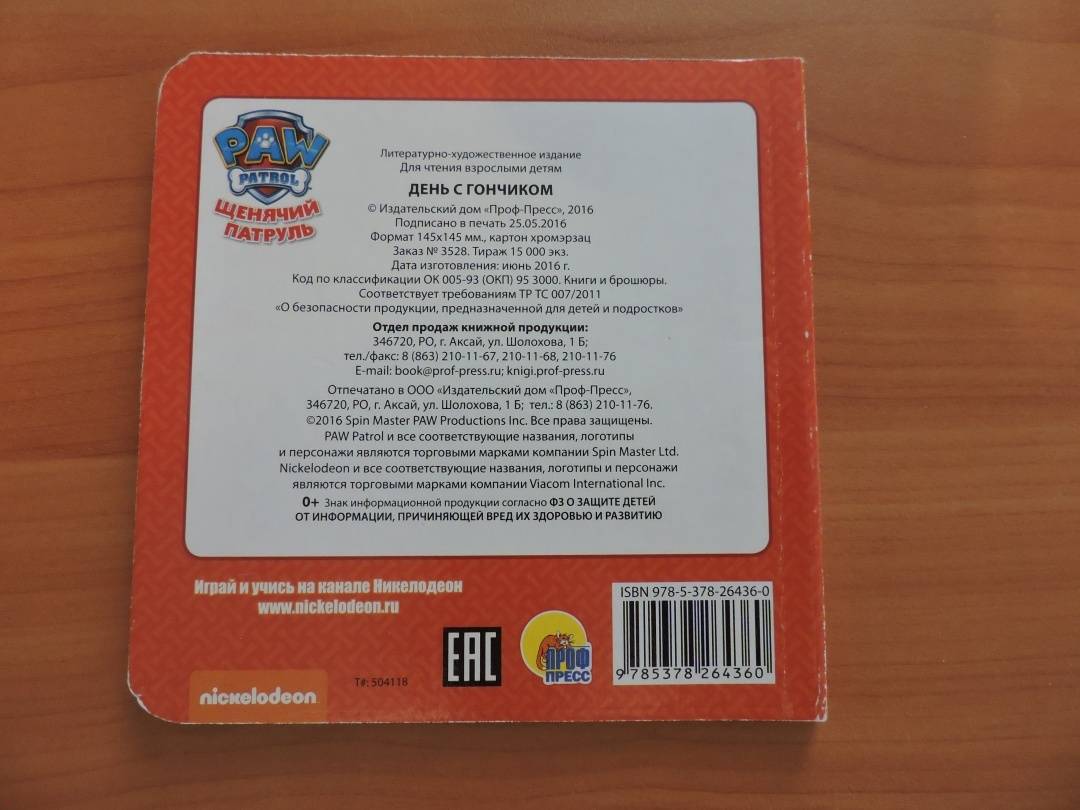 PAW
PATROL
ЩЕНЯЧИЙ
ПАТРУЛЬ
Литературно-художественное издание
Для чтения взрослыми детям
ДЕНЬ С ГОНЧИКОМ
© Издательский дом «Проф-Пресс», 2016
Подписано в печать 25.05.2016
Формат 145х145 мм., картон хромэрзац
Заказ № 3528. Тираж 15 000 экз.
Дата изготовления: июнь 2016 г.
Код по классификации ОК 005-93 (ОКП) 95 3000. Книги и брошюры.
Соответствует требованиям ТР ТС 007/2011
«О безопасности продукции, предназначенной для детей и подростков»
Отдел продаж книжной продукции:
346720, РО, г. Аксай, ул. Шолохова, 1 Б;
тел./факс: 8 (863) 210-11-67, 210-11-68, 210-11-76
E-mail: book@prof-press.ru; knigi.prof-press.ru
Отпечатано в ООО «Издательский дом «Проф-Пресс»,
346720, РО, г. Аксай, ул. Шолохова, 1 Б; тел.: 8 (863) 210-11-76.
©2016 Spin Master PAW Productions Inc. Все права защищены.
PAW Patrol и все соответствующие названия, логотипы
и персонажи являются торговыми марками компании Spin Master Ltd.
Nickelodeon и все соответствующие названия, логотипы и персонажи
являются торговыми марками компании Viacom International Inc.
0+ Знак информационной продукции согласно ФЗ О ЗАЩИТЕ ДЕТЕЙ
ОТ ИНФОРМАЦИИ, ПРИЧИНЯЮЩЕЙ ВРЕД ИХ ЗДОРОВЬЮ И РАЗВИТИЮ
Играй и учись на канале Никелодеон
www.nickelodeon.ru
nickelodeon
T#: 504118
EAC
ПРОФ
ПРЕСС
ISBN 978-5-378-26436-0
9 785378 264360